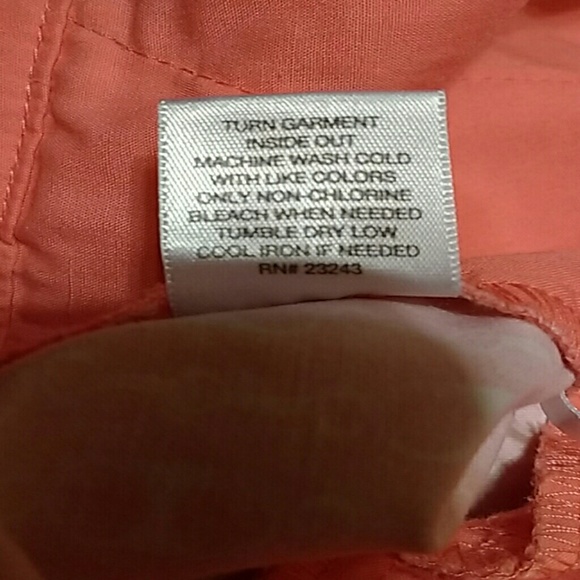 TURN GARMENT
INSIDE OUT
MACHINE WASH COLD
WITH LIKE COLORS
ONLY NON-CHLORINE
BLEACH WHEN NEEDED
TUMBLE DRY LOW
COOL IRON IF NEEDED
RN# 23243